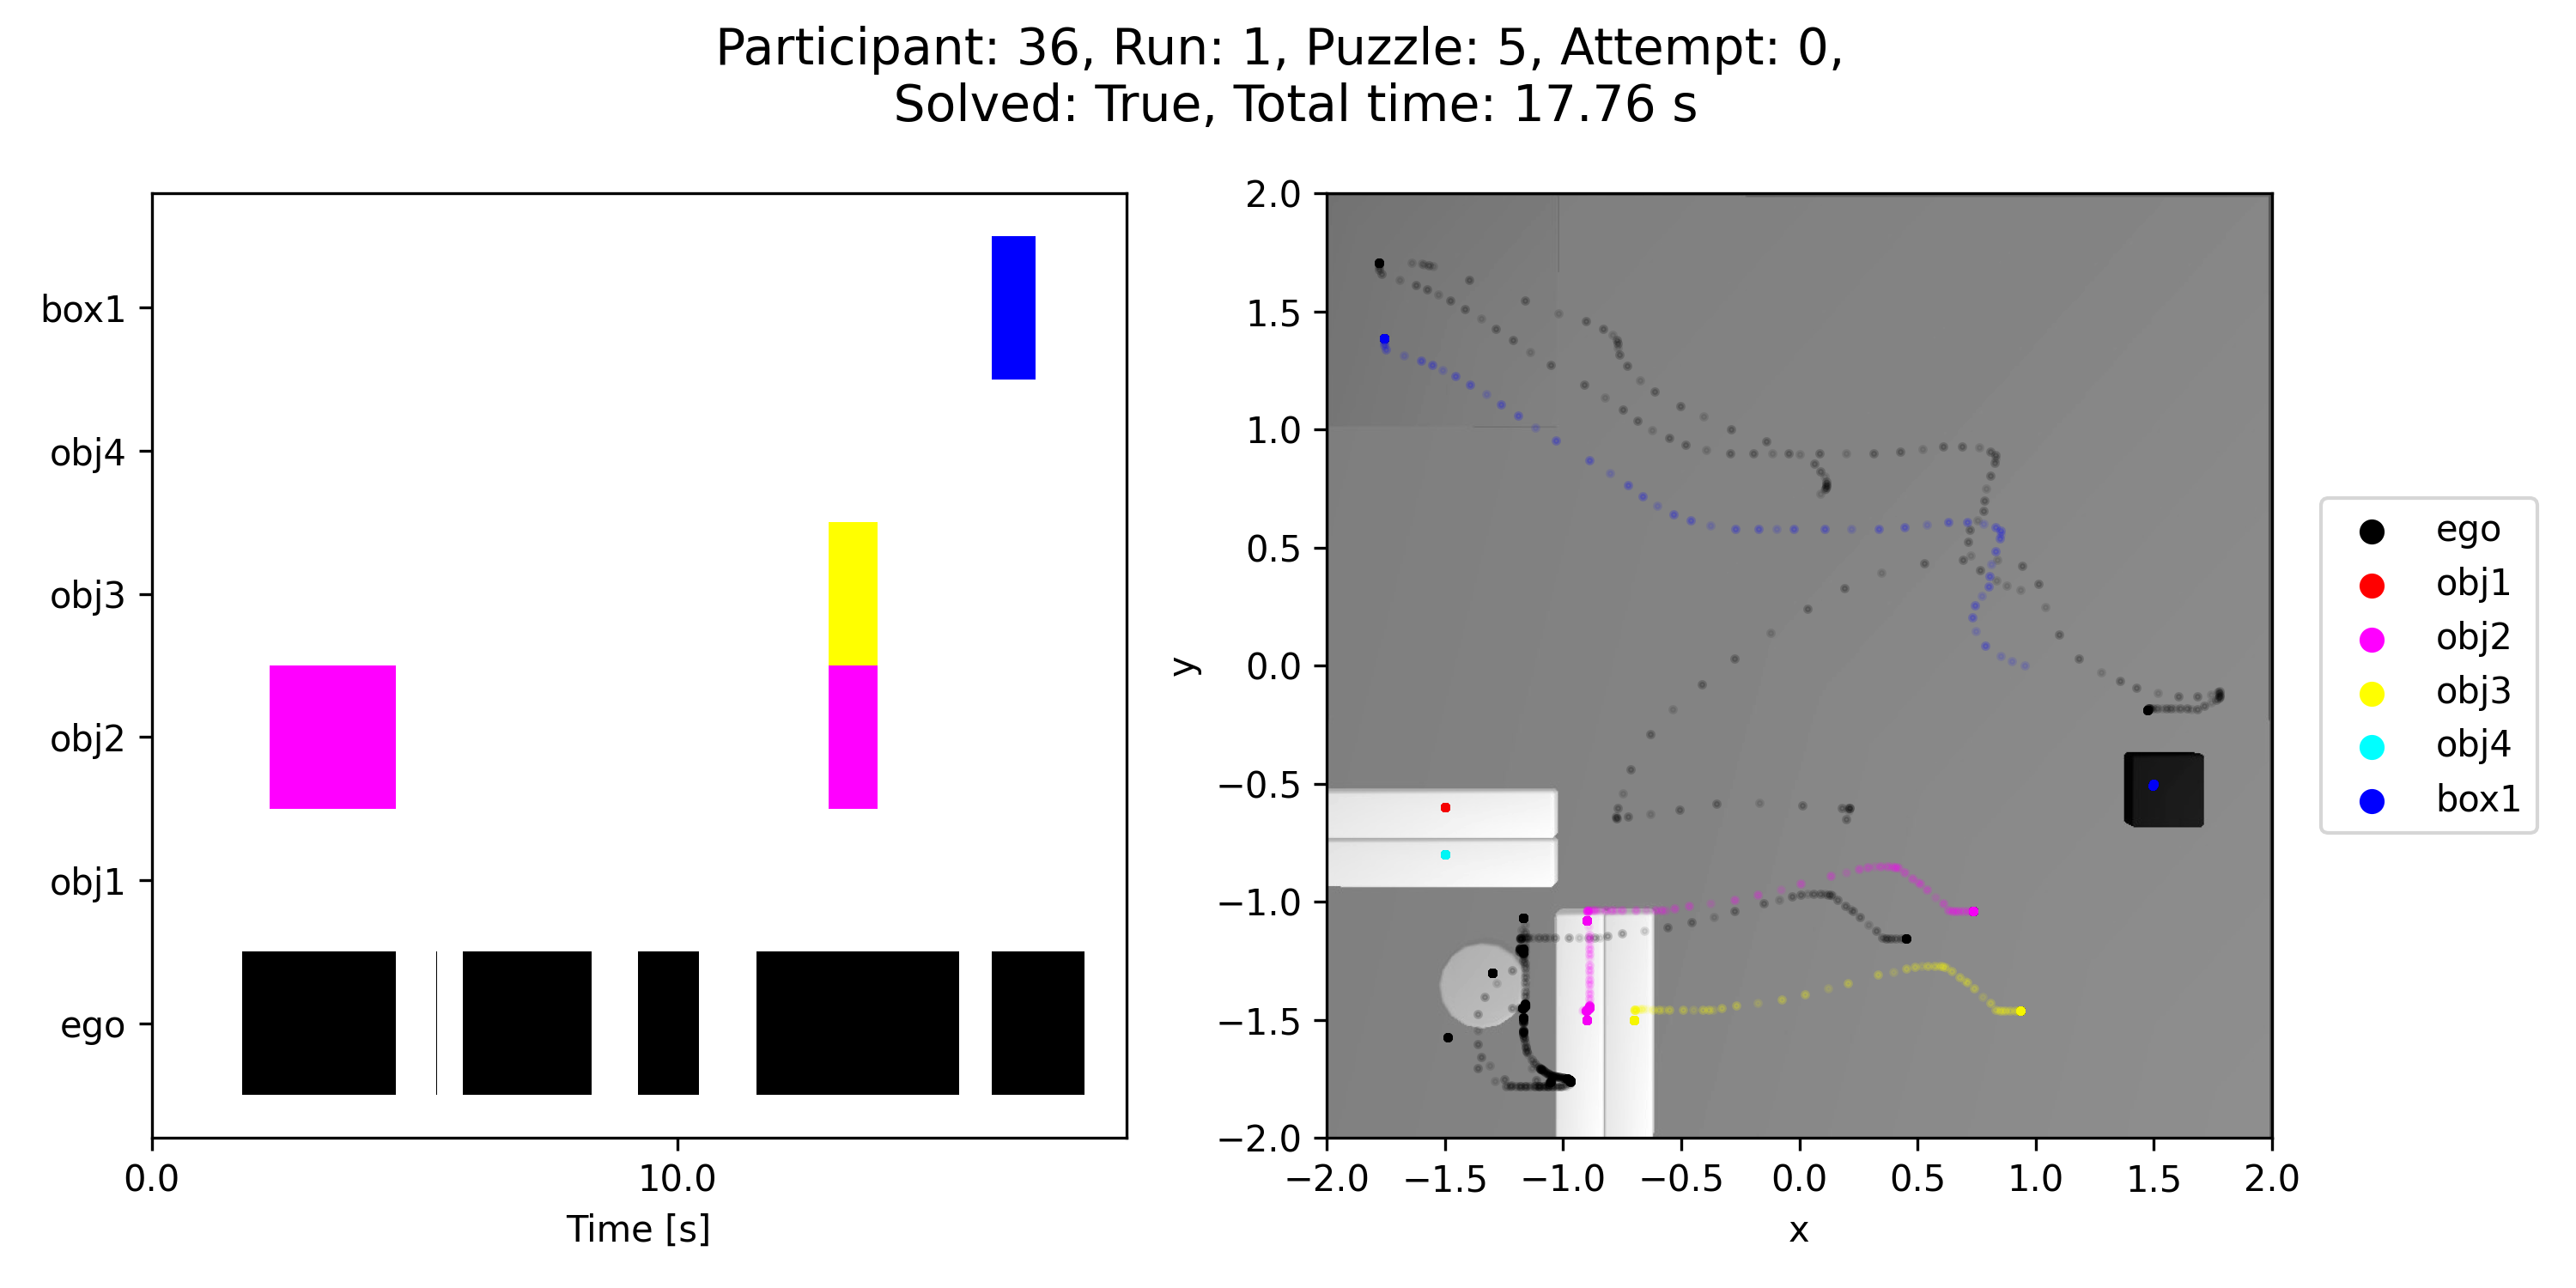 Participant: 36, Run: 1, Puzzle: 5, Attempt: 0,
Solved: True, Total time: 17.76 s
box1
obj4
obj3
obj2
obj1
ego
0.0
10.0
Time [s]
y
2.0
1.5
1.0
0.5
0.0
−0.5
−1.0
−1.5
−2.0
−2.0
−1.5
−1.0
−0.5
0.0
0.5
1.0
1.5
2.0
x
ego
obj1
obj2
obj3
obj4
box1